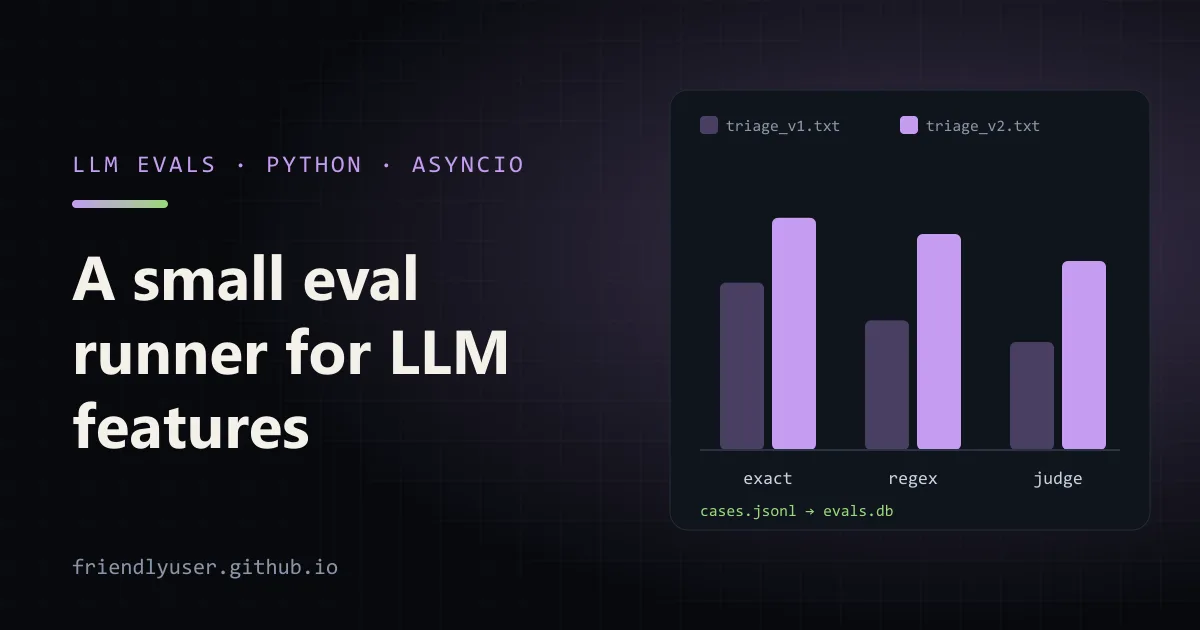 LLM EVALS · PYTHON · ASYNCIO
A small eval
runner for LLM
features
friendlyuser.github.io
triage_v1.txt
triage_v2.txt
exact
regex
judge
cases.jsonl → evals.db